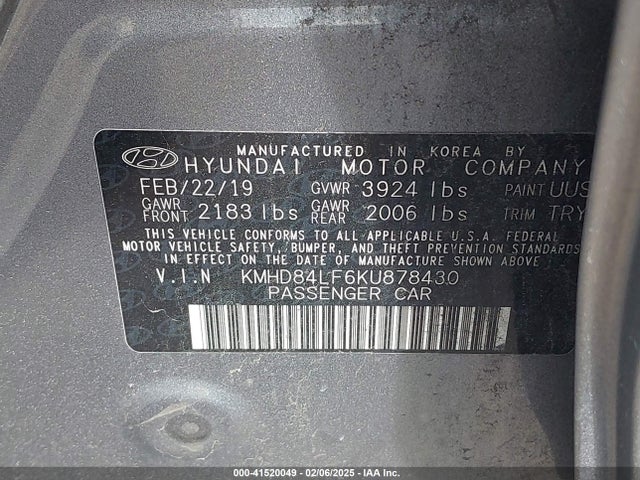 MANUFACTURED IN KOREA BY
HYUNDAI MOTOR COMPANY
FEB/22/19 GVWR 3924 lbs PAINT UUS
GAWR FRONT 2183 lbs GAWR REAR 2006 lbs TRIM TRY
THIS VEHICLE CONFORMS TO ALL APPLICABLE U.S.A. FEDERAL
MOTOR VEHICLE SAFETY, BUMPER, AND THEFT PREVENTION
STANDARDS IN EFFECT ON THE DATE OF MANUFACTURE SHOWN ABOVE.
V.I.N KMHD84LF6KU878430
PASSENGER CAR
000-41520049 - 02/06/2025 - IAA Inc.